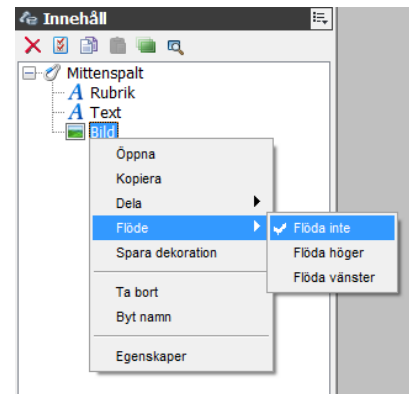 Innehåll
Mittenspalt
Rubrik
Text
Bild
Öppna
Kopiera
Dela
Flöde
Flöda inte
Spara dekoration
Flöda höger
Flöda vänster
Ta bort
Byt namn
Egenskaper